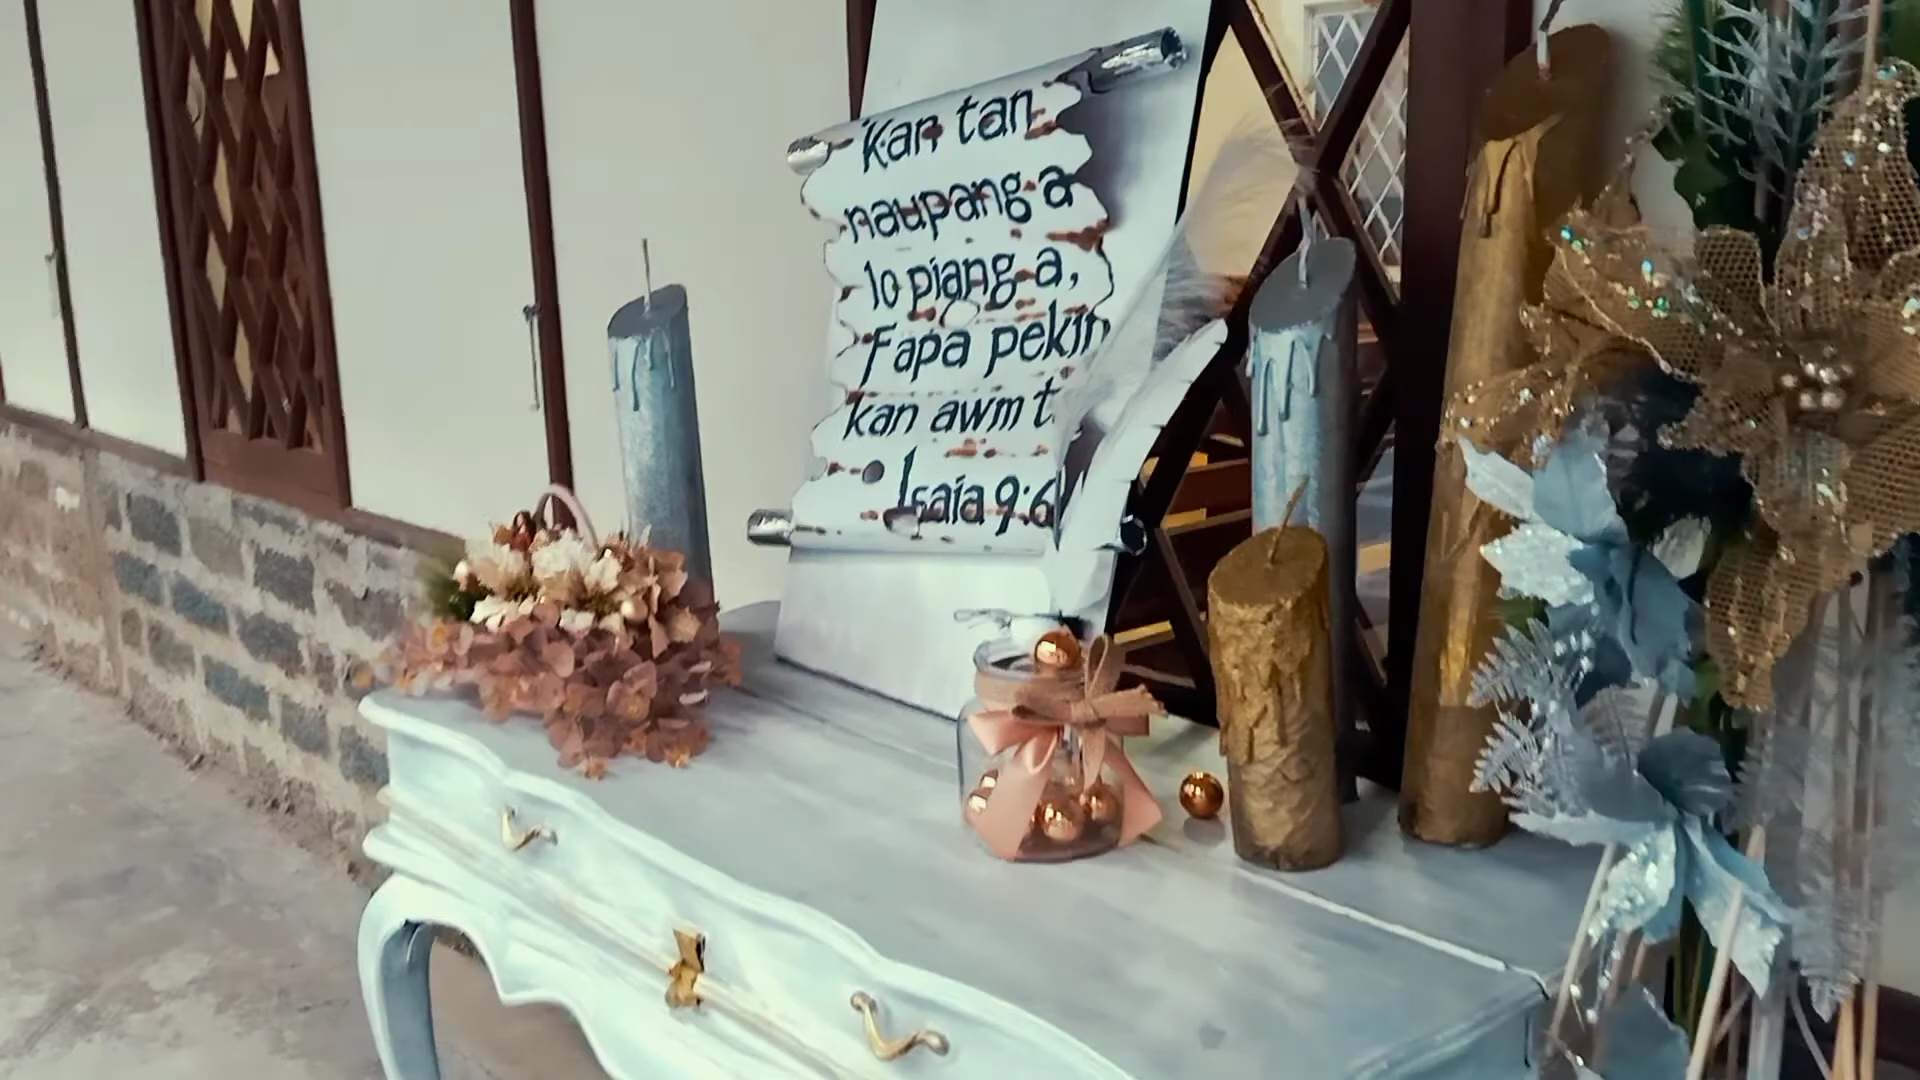 Kan tan
naupang a
lo piang a,
Fapa pekin
kan awm t
Isaia 9:6